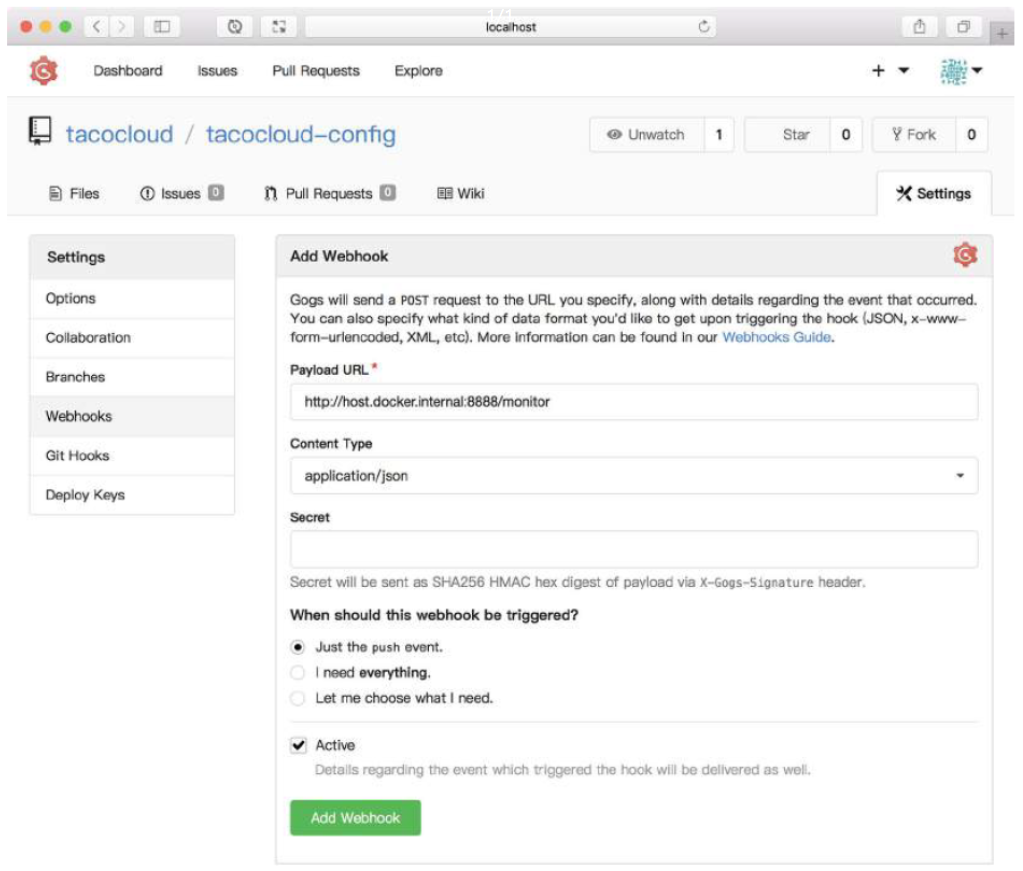 1/1
localhost
Dashboard Issues Pull Requests Explore
tacocloud / tacocloud-config
Unwatch 1 Star 0 Fork 0
Files Issues 0 Pull Requests 0 Wiki Settings
Settings
Options
Collaboration
Branches
Webhooks
Git Hooks
Deploy Keys
Add Webhook
Gogs will send a POST request to the URL you specify, along with details regarding the event that occurred.
You can also specify what kind of data format you'd like to get upon triggering the hook (JSON, x-www-
form-urlencoded, XML, etc). More information can be found in our Webhooks Guide.
Payload URL *
http://host.docker.internal:8888/monitor
Content Type
application/json
Secret
Secret will be sent as SHA256 HMAC hex digest of payload via X-Gogs-Signature header.
When should this webhook be triggered?
Just the push event.
I need everything.
Let me choose what I need.
Active
Details regarding the event which triggered the hook will be delivered as well.
Add Webhook